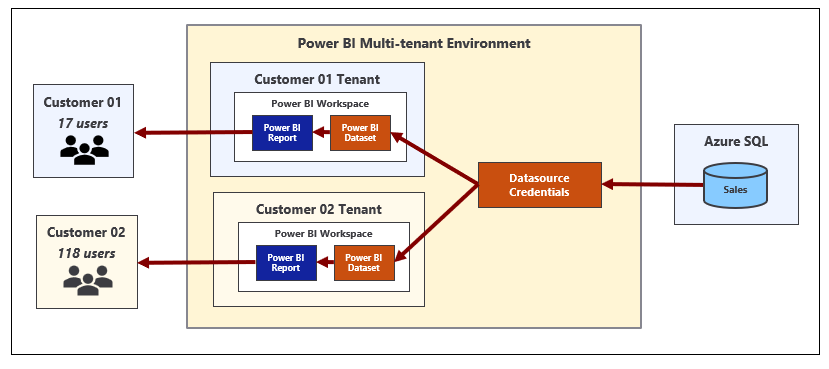 Power BI Multi-tenant Environment
Customer 01
17 users
Customer 01 Tenant
Power BI Workspace
Power BI
Report
Power BI
Dataset
Customer 02
118 users
Customer 02 Tenant
Power BI Workspace
Power BI
Report
Power BI
Dataset
Datasource
Credentials
Azure SQL
Sales